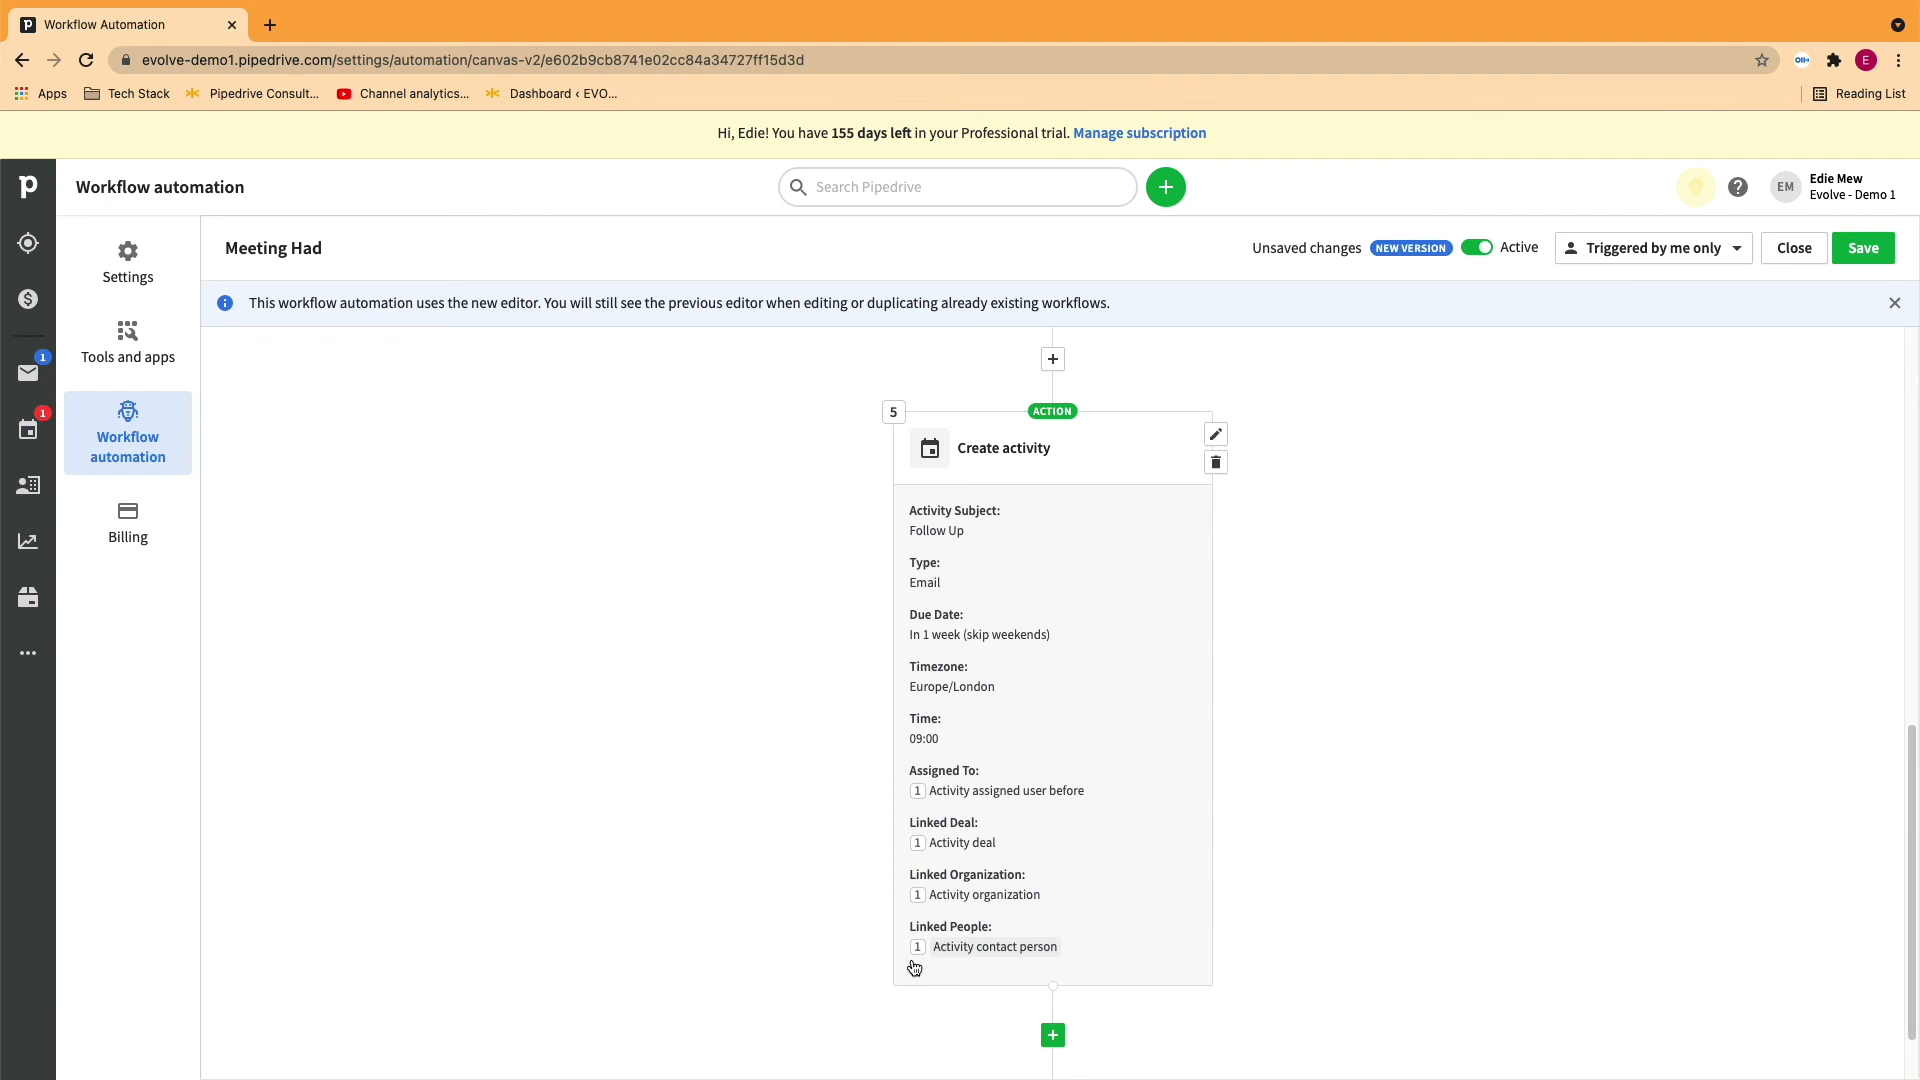 Workflow Automation
evolve-demo1.pipedrive.com/settings/automation/canvas-v2/e602b9cb8741e02cc84a34727ff15d3d
E
Apps
Tech Stack
Pipedrive Consult...
Channel analytics...
Dashboard ‹ EVO...
Reading List
Hi, Edie! You have 155 days left in your Professional trial. Manage subscription
Workflow automation
Search Pipedrive
EM
Edie Mew
Evolve - Demo 1
Settings
Tools and apps
Workflow
automation
Billing
1
1
Meeting Had
Unsaved changes
NEW VERSION
Active
Triggered by me only
Close
Save
This workflow automation uses the new editor. You will still see the previous editor when editing or duplicating already existing workflows.
5
ACTION
Create activity
Activity Subject:
Follow Up
Type:
Email
Due Date:
In 1 week (skip weekends)
Timezone:
Europe/London
Time:
09:00
Assigned To:
1 Activity assigned user before
Linked Deal:
1 Activity deal
Linked Organization:
1 Activity organization
Linked People:
1 Activity contact person